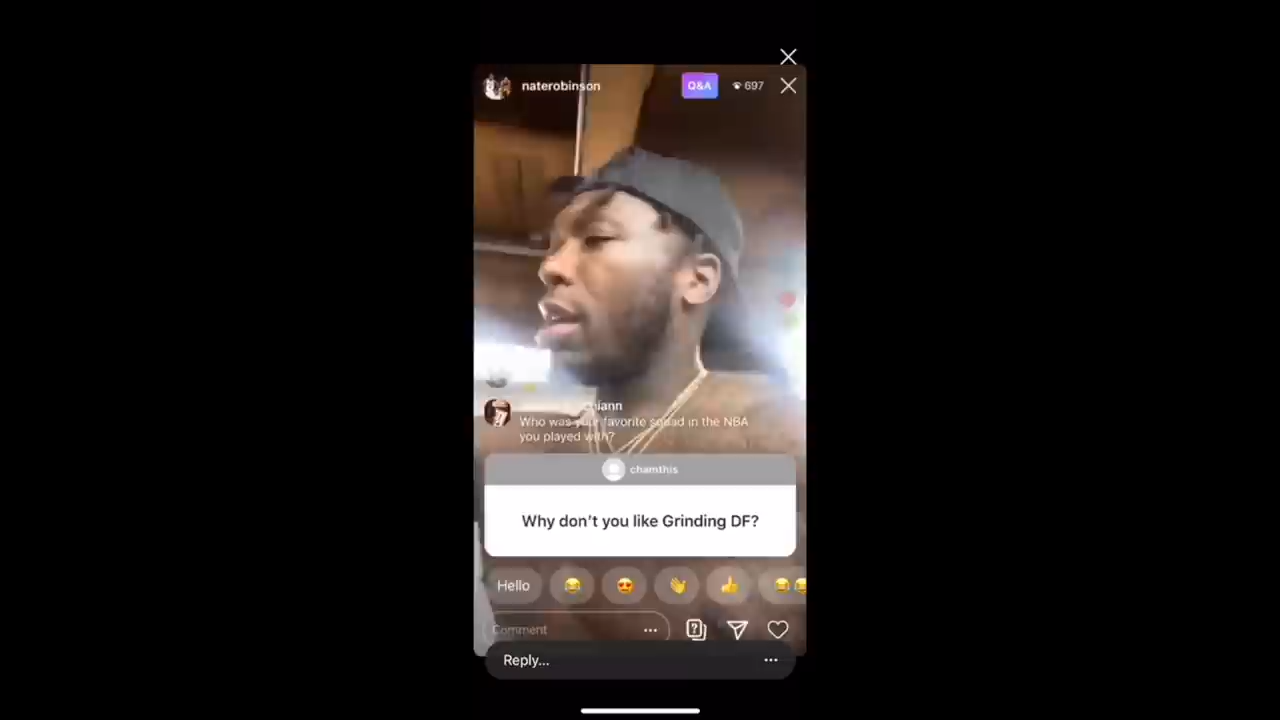 naterobinson
Q&A
697
Who was your favorite squad in the NBA
you played with?
chamthis
Why don't you like Grinding DF?
Hello
Comment
Reply...